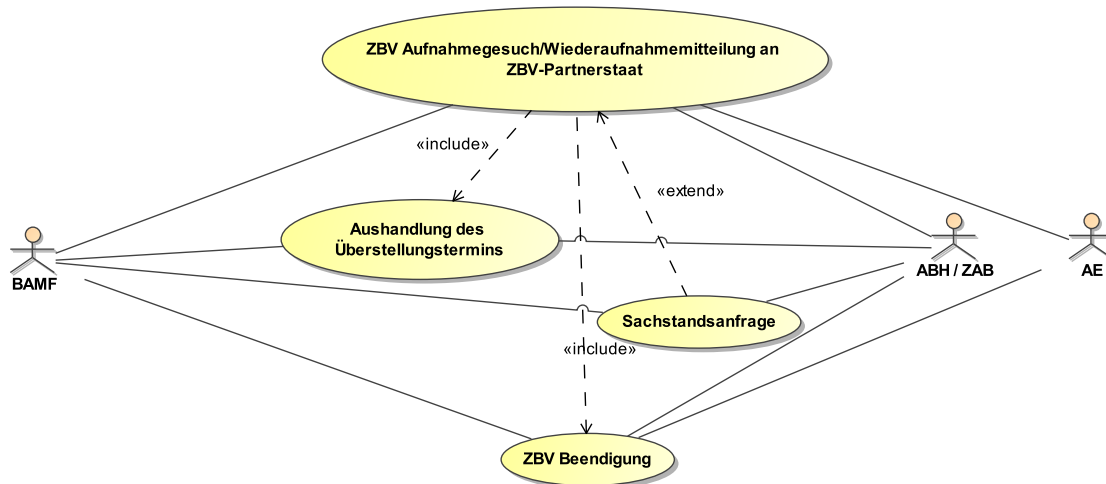 ZBV Aufnahmegesuch/Wiederaufnahmemitteilung an
ZBV-Partnerstaat
«include»
«extend»
Aushandlung des
Überstellungstermins
BAMF
ABH / ZAB
AE
Sachstandsanfrage
«include»
ZBV Beendigung